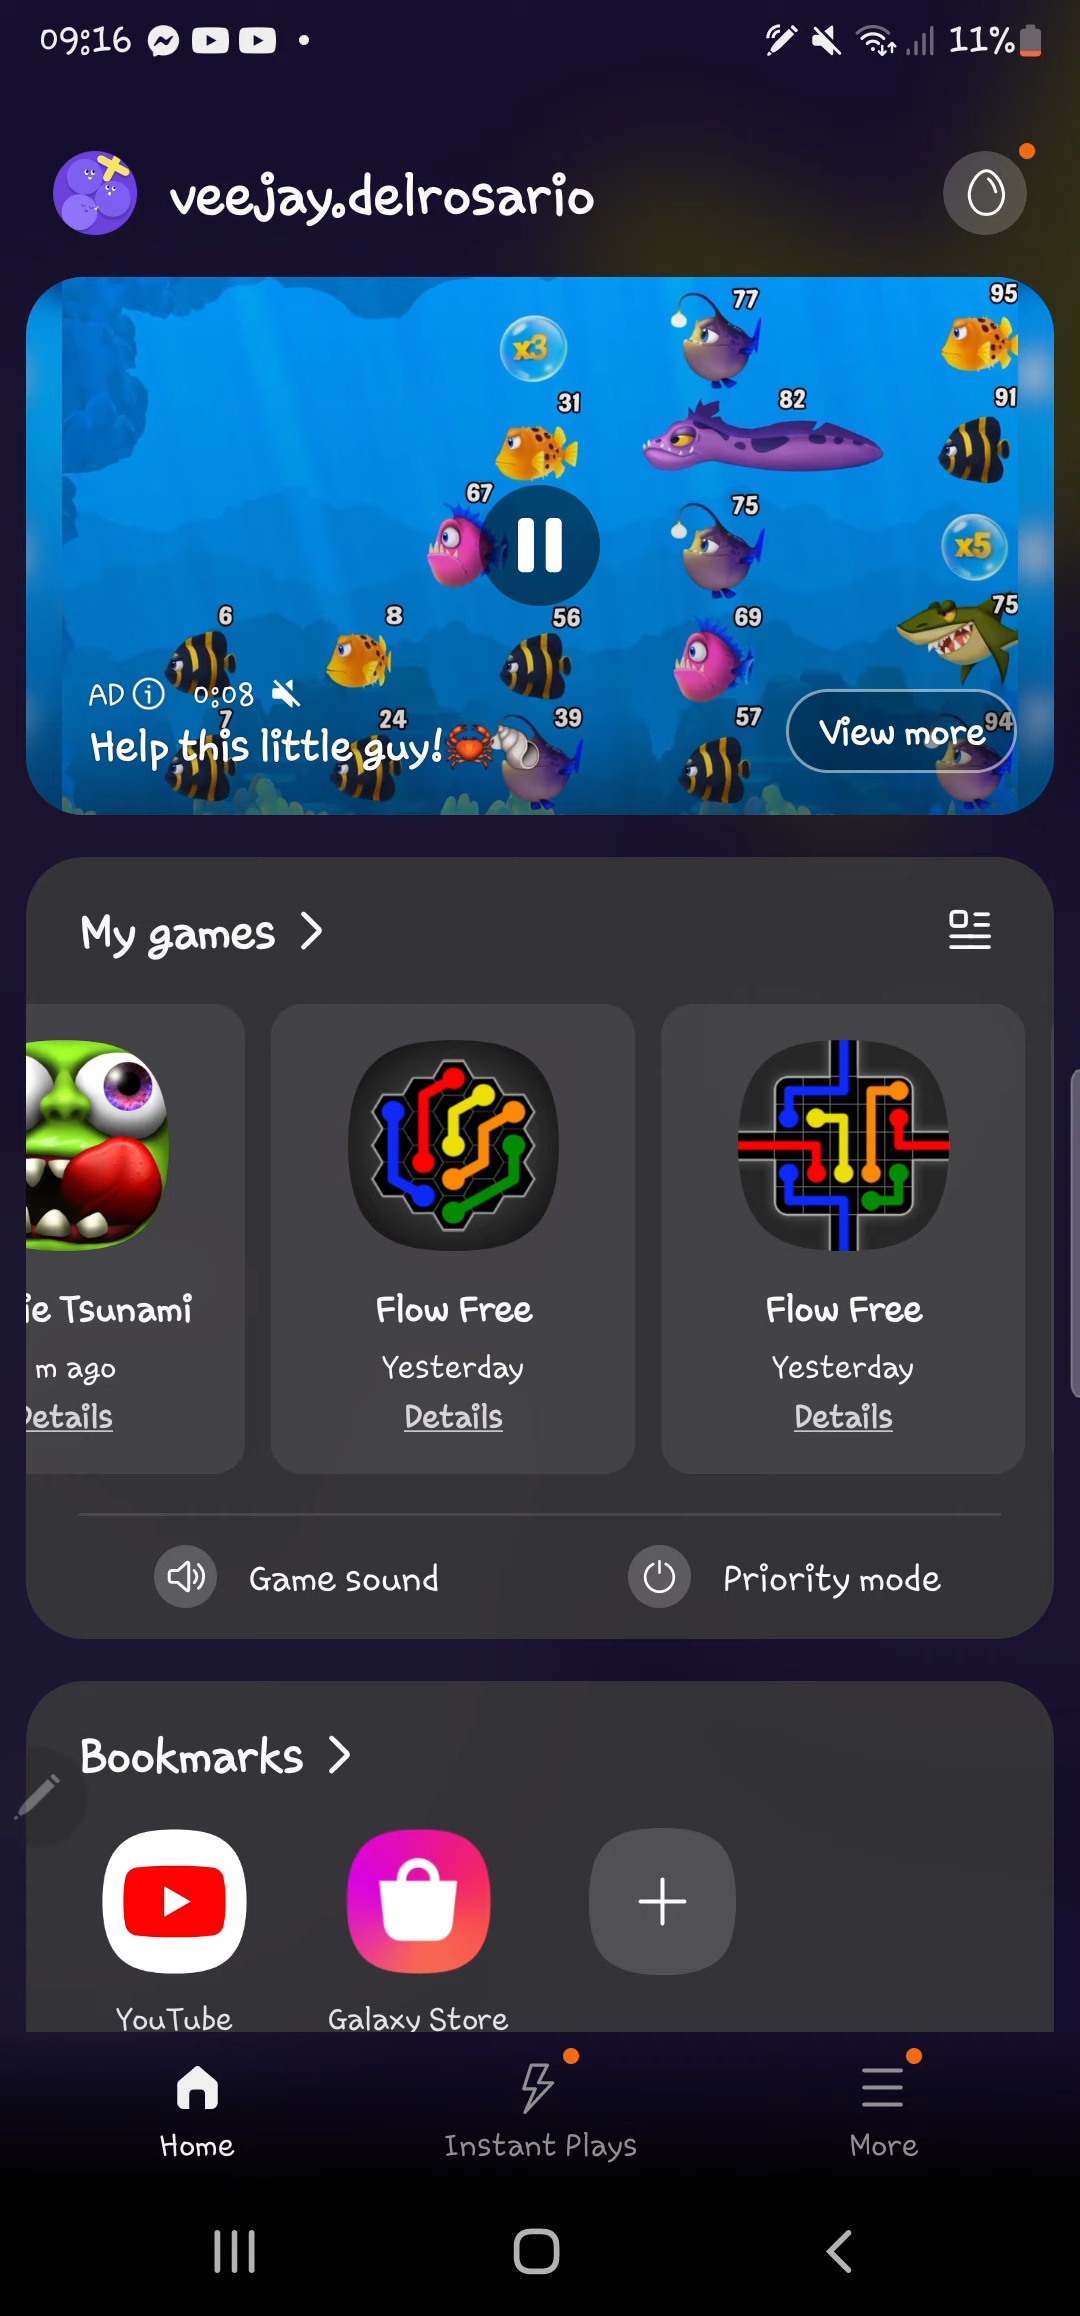 09:16
11%
veejay.delrosario
77
95
x3
31
82
91
67
75
x5
75
6
8
56
69
AD 0:08
7
24
39
57
94
Help this little guy!🦀🐚
View more
My games
ie Tsunami
Flow Free
Flow Free
m ago
Yesterday
Yesterday
Details
Details
Details
Game sound
Priority mode
Bookmarks
YouTube
Galaxy Store
Home
Instant Plays
More